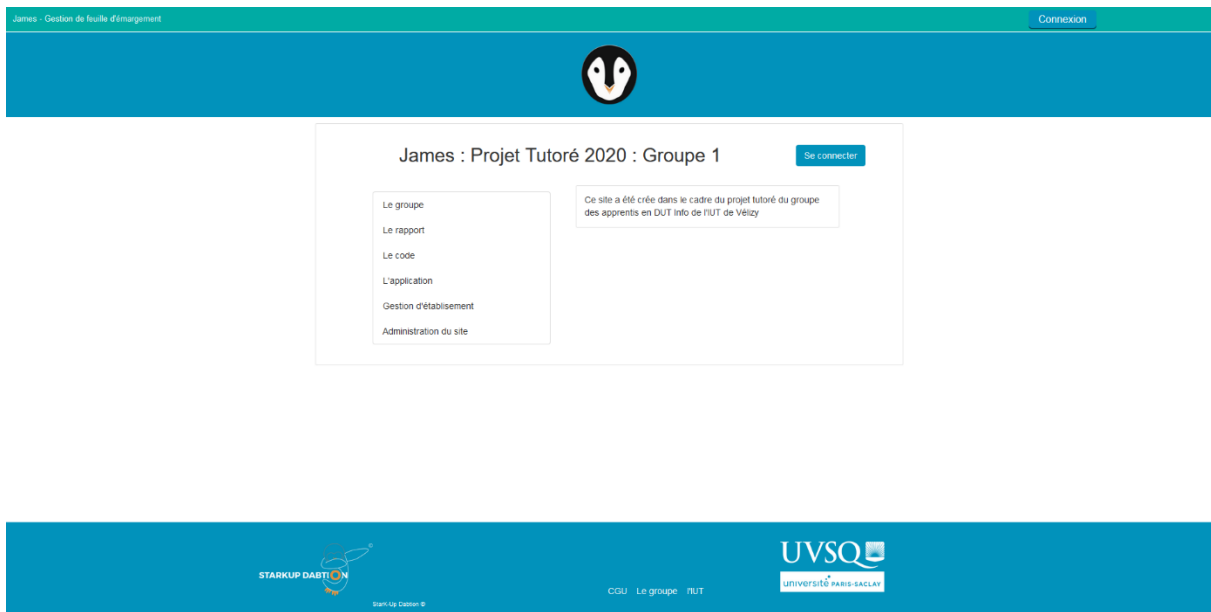 James - Gestion de feuille d'émargement
Connexion
James : Projet Tutoré 2020 : Groupe 1
Se connecter
Le groupe
Le rapport
Le code
L'application
Gestion d'établisement
Administration du site
Ce site a été crée dans le cadre du projet tutoré du groupe
des apprentis en DUT Info de l'IUT de Vélizy
STARKUP DABTION
StarK-Up Dabtion ©
CGU Le groupe l'IUT
UVSQ
université PARIS-SACLAY